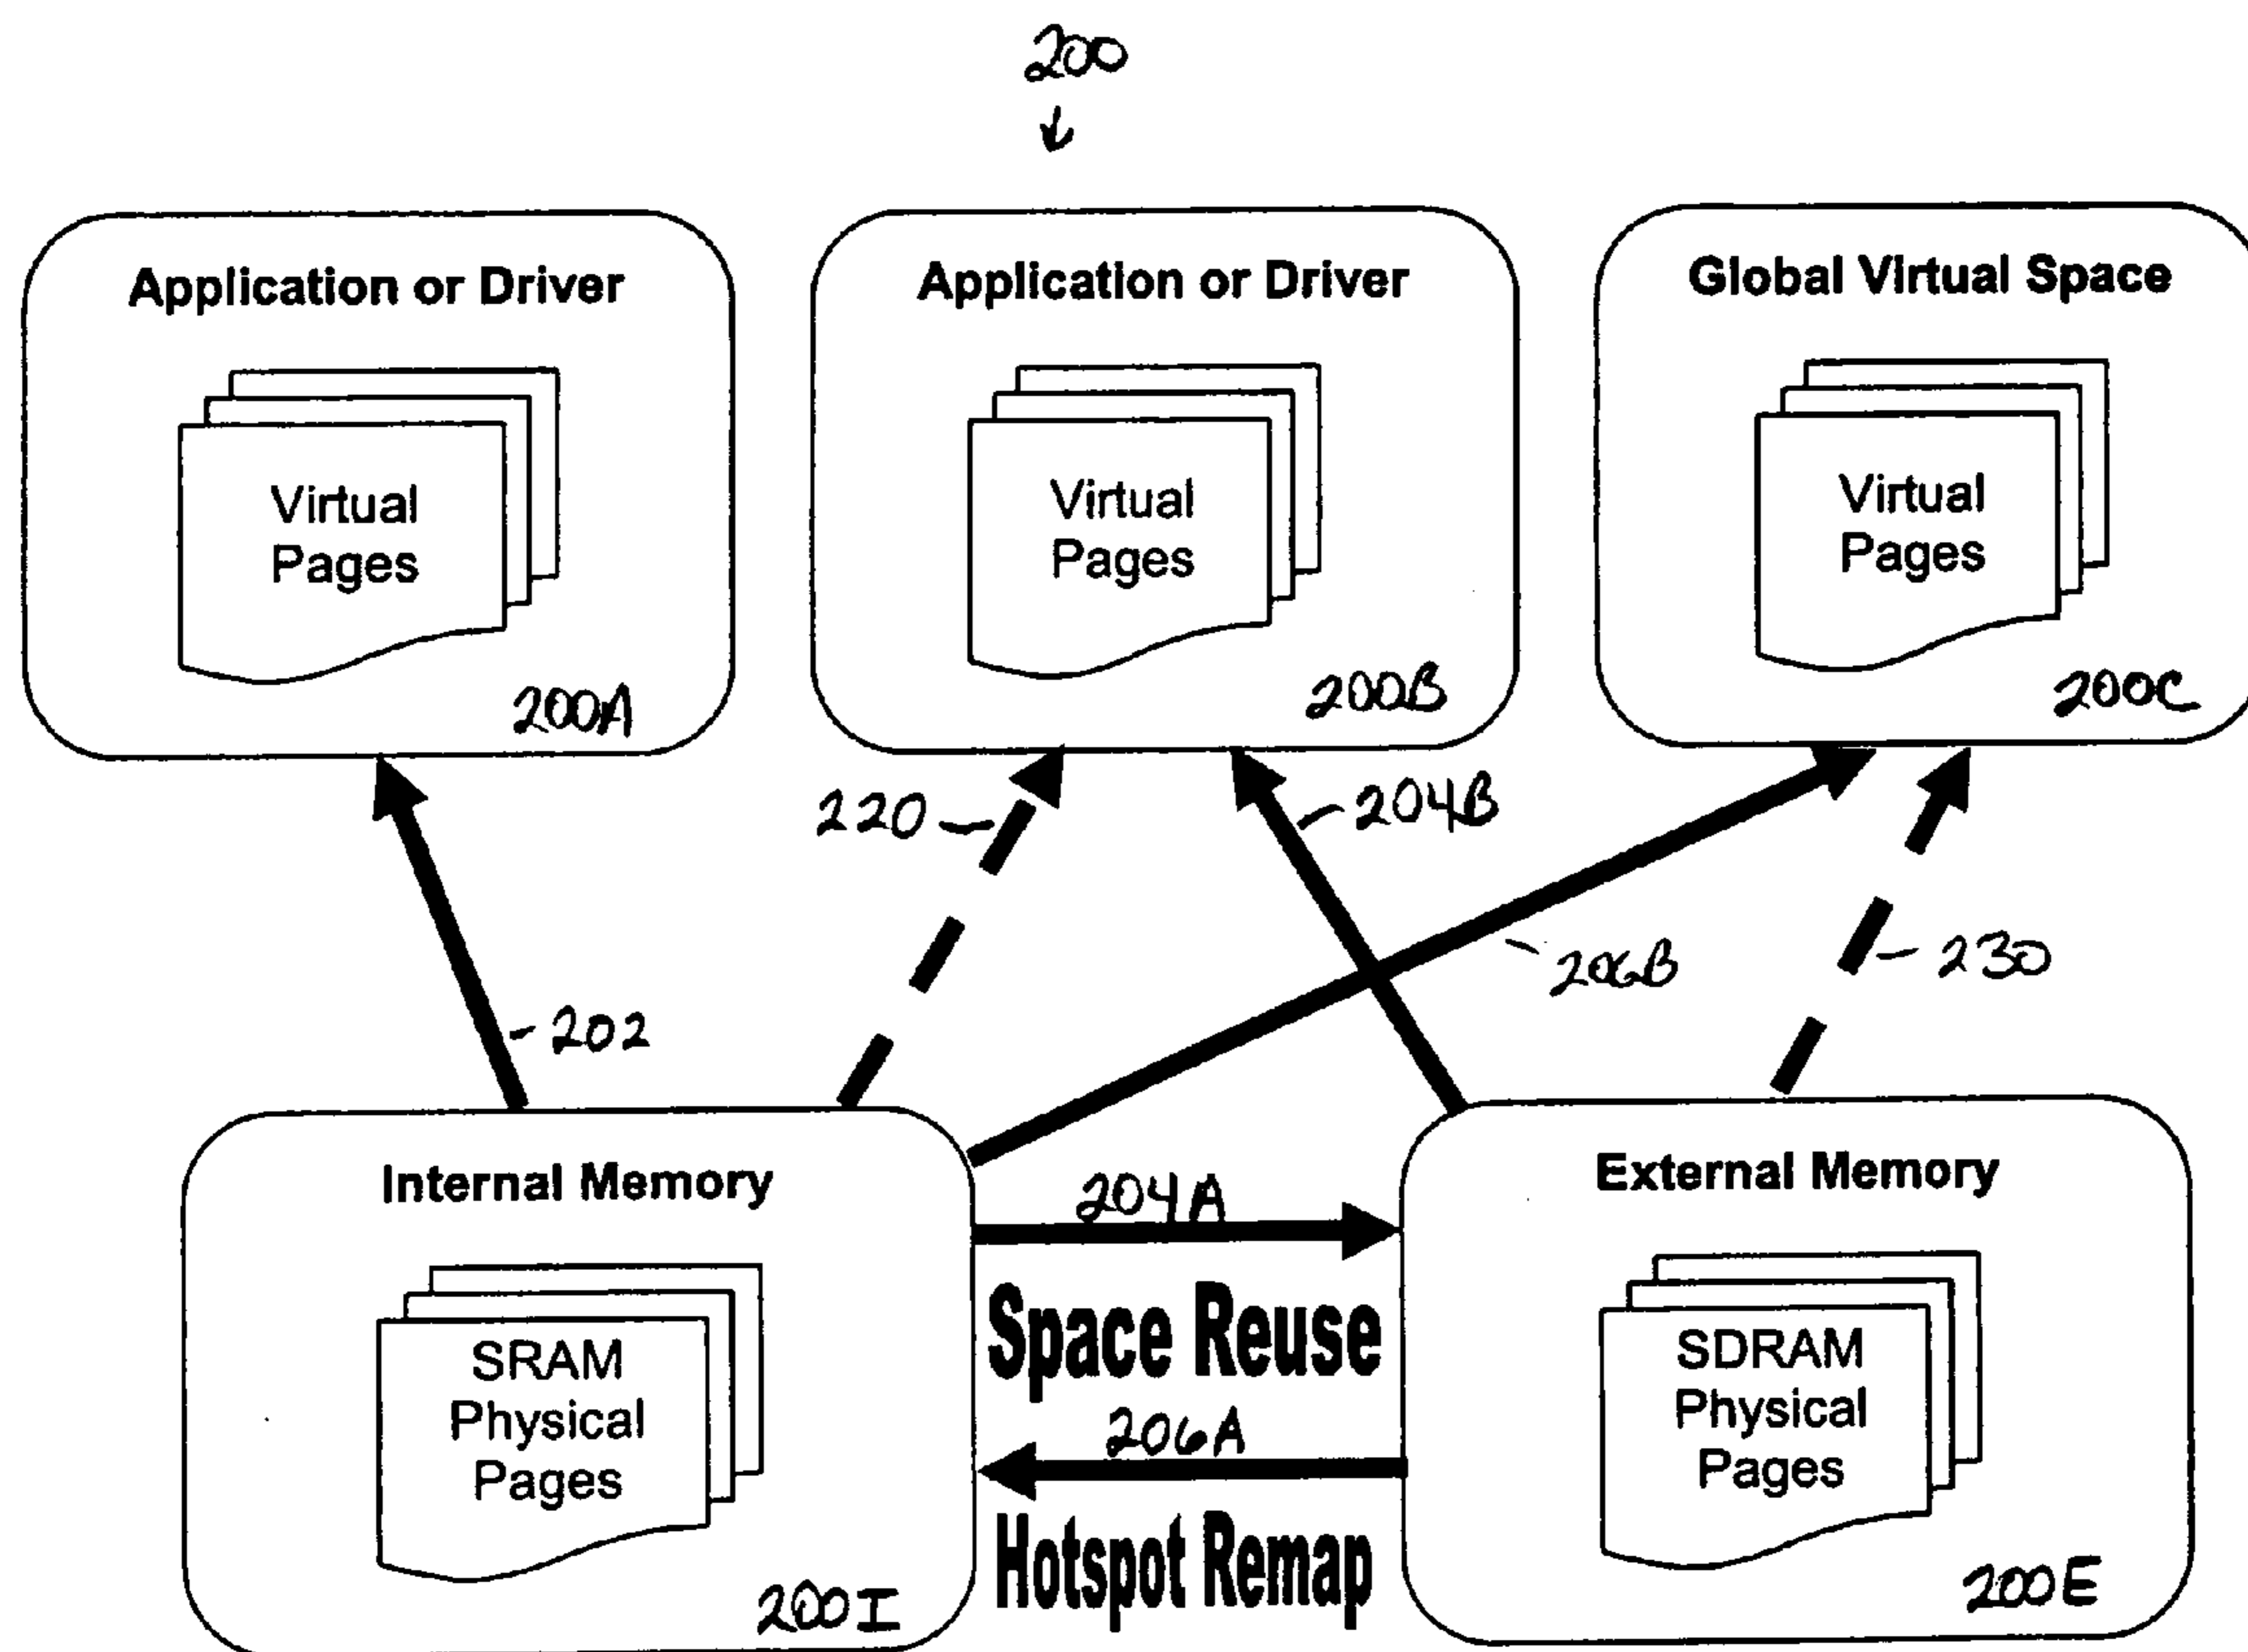 200
Application or Driver
Application or Driver
Global Virtual Space
Virtual
Pages
Virtual
Pages
Virtual
Pages
200A
200B
200C
220
204B
206B
230
202
Internal Memory
External Memory
204A
Space Reuse
SRAM
Physical
Pages
SDRAM
Physical
Pages
206A
Hotspot Remap
200I
200E